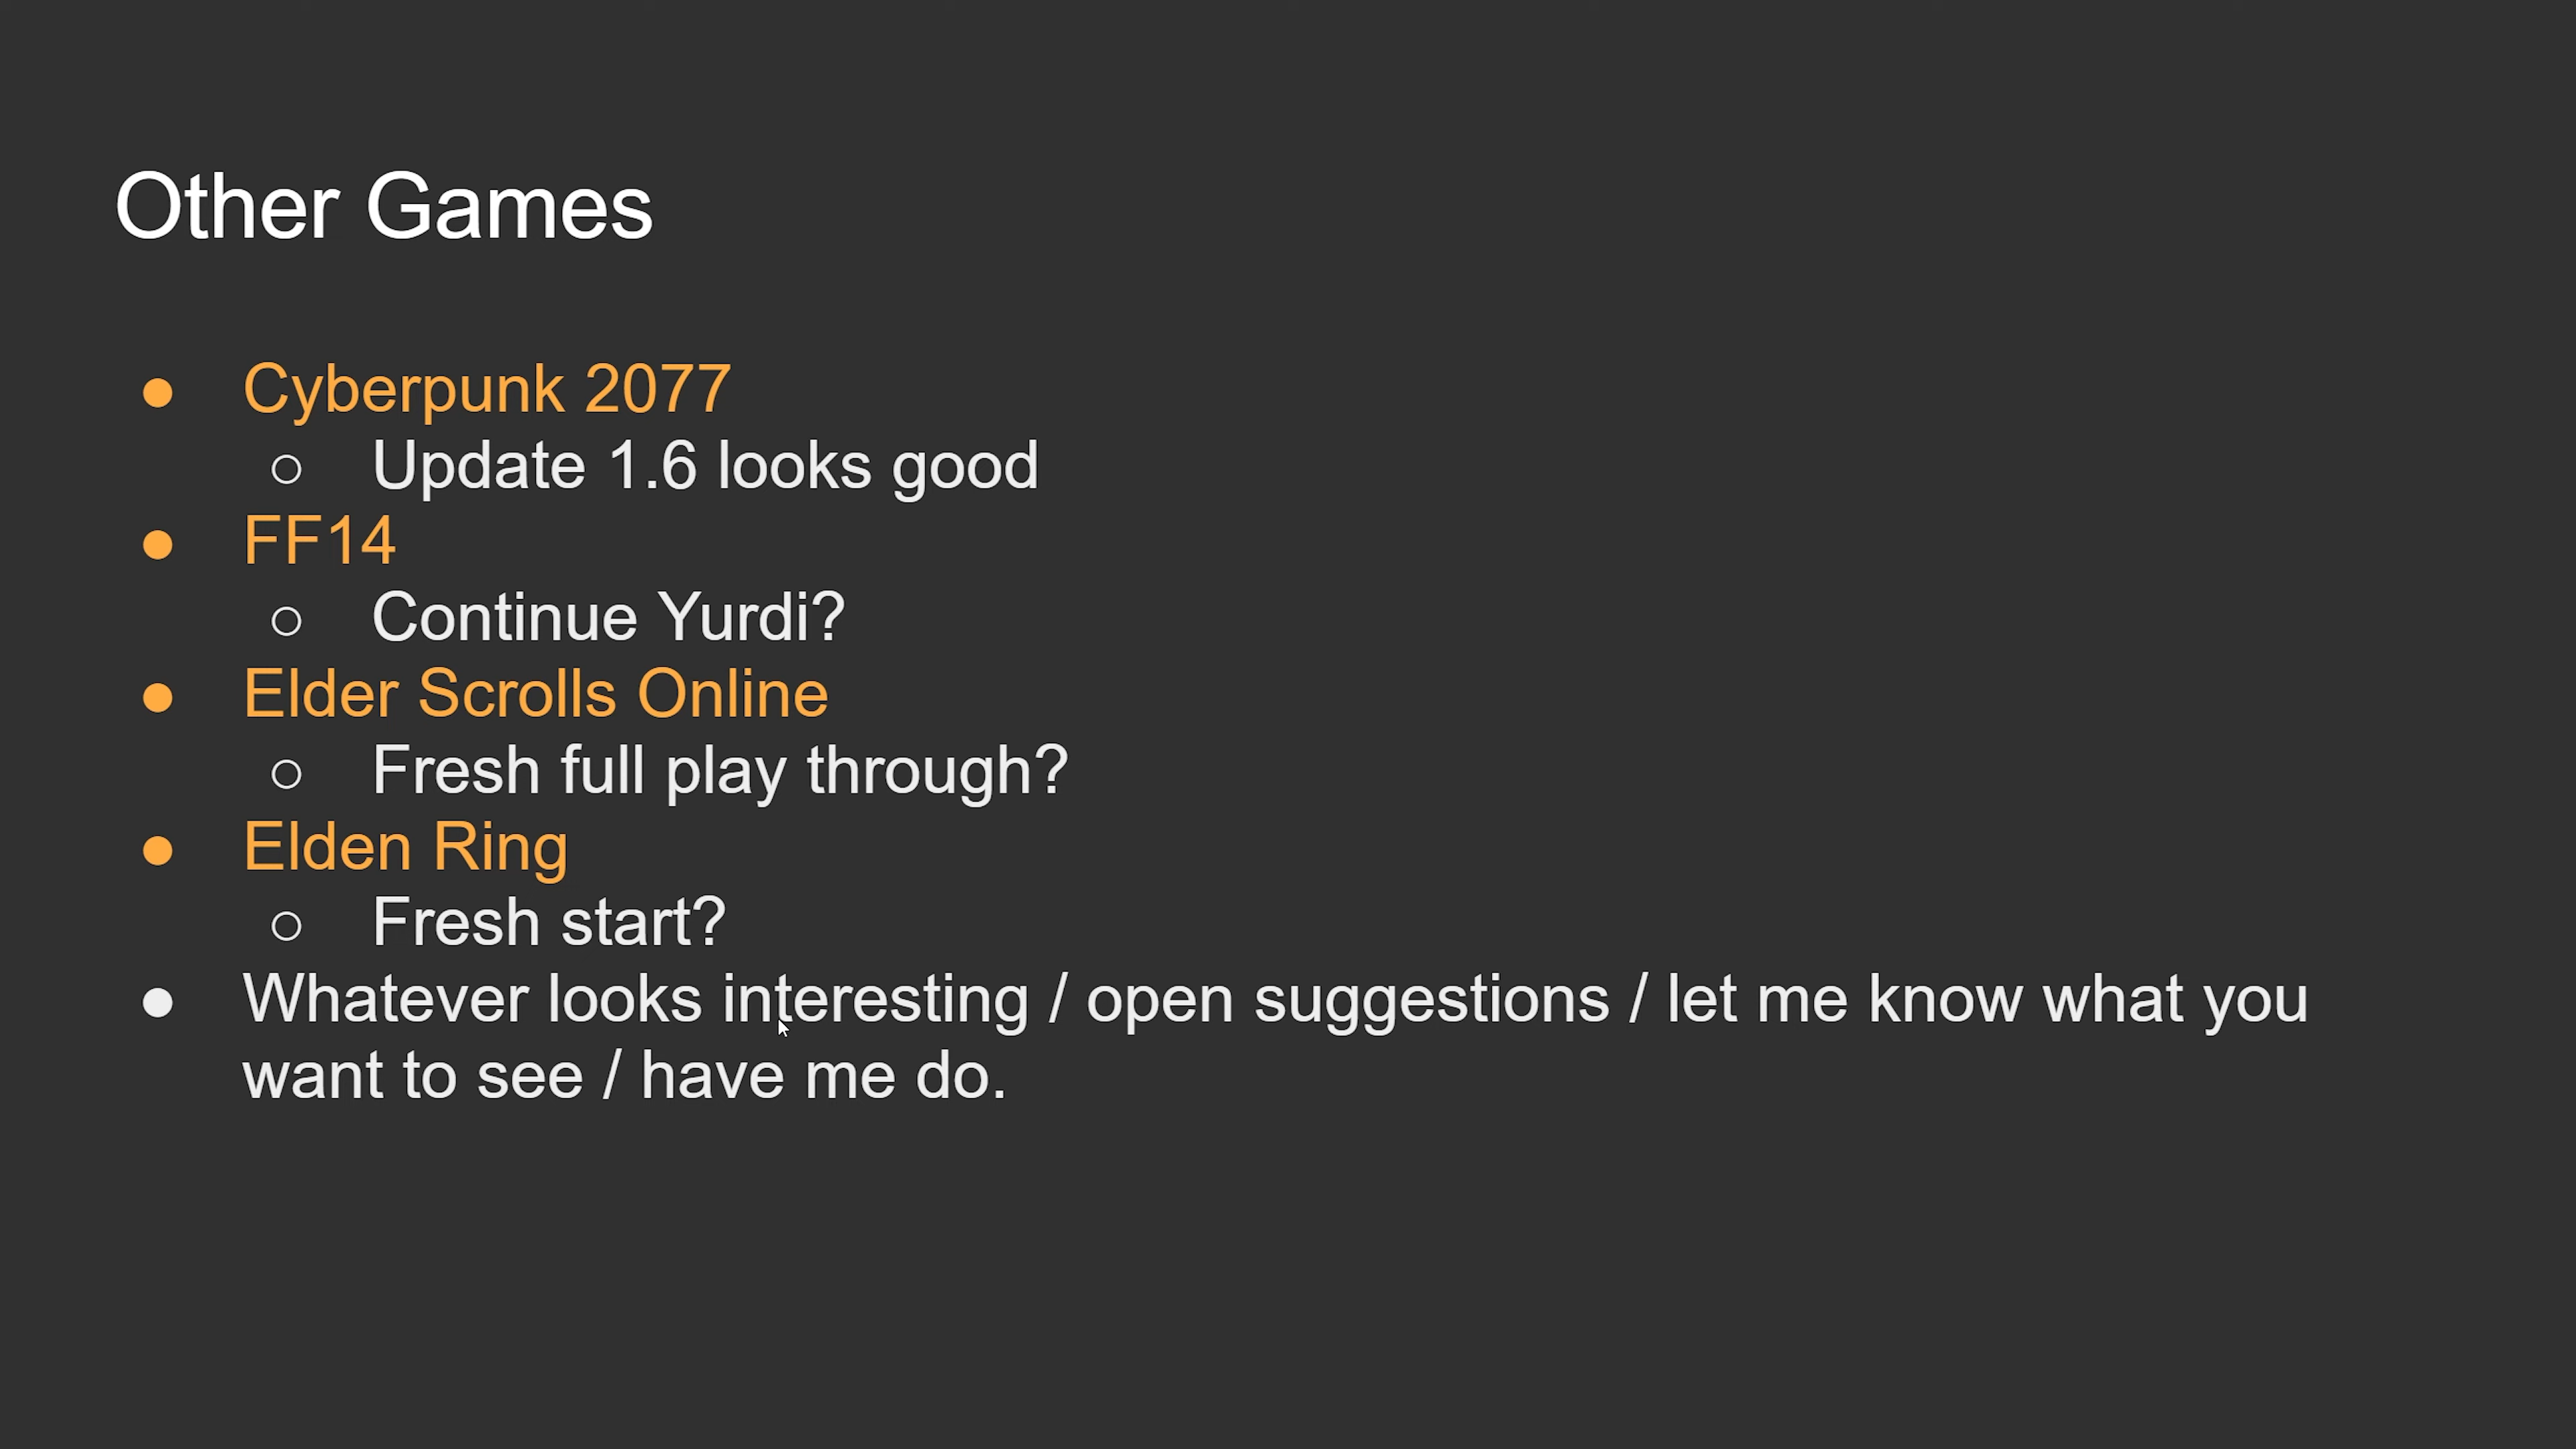 Other Games
● Cyberpunk 2077
○ Update 1.6 looks good
● FF14
○ Continue Yurdi?
● Elder Scrolls Online
○ Fresh full play through?
● Elden Ring
○ Fresh start?
● Whatever looks interesting / open suggestions / let me know what you
want to see / have me do.